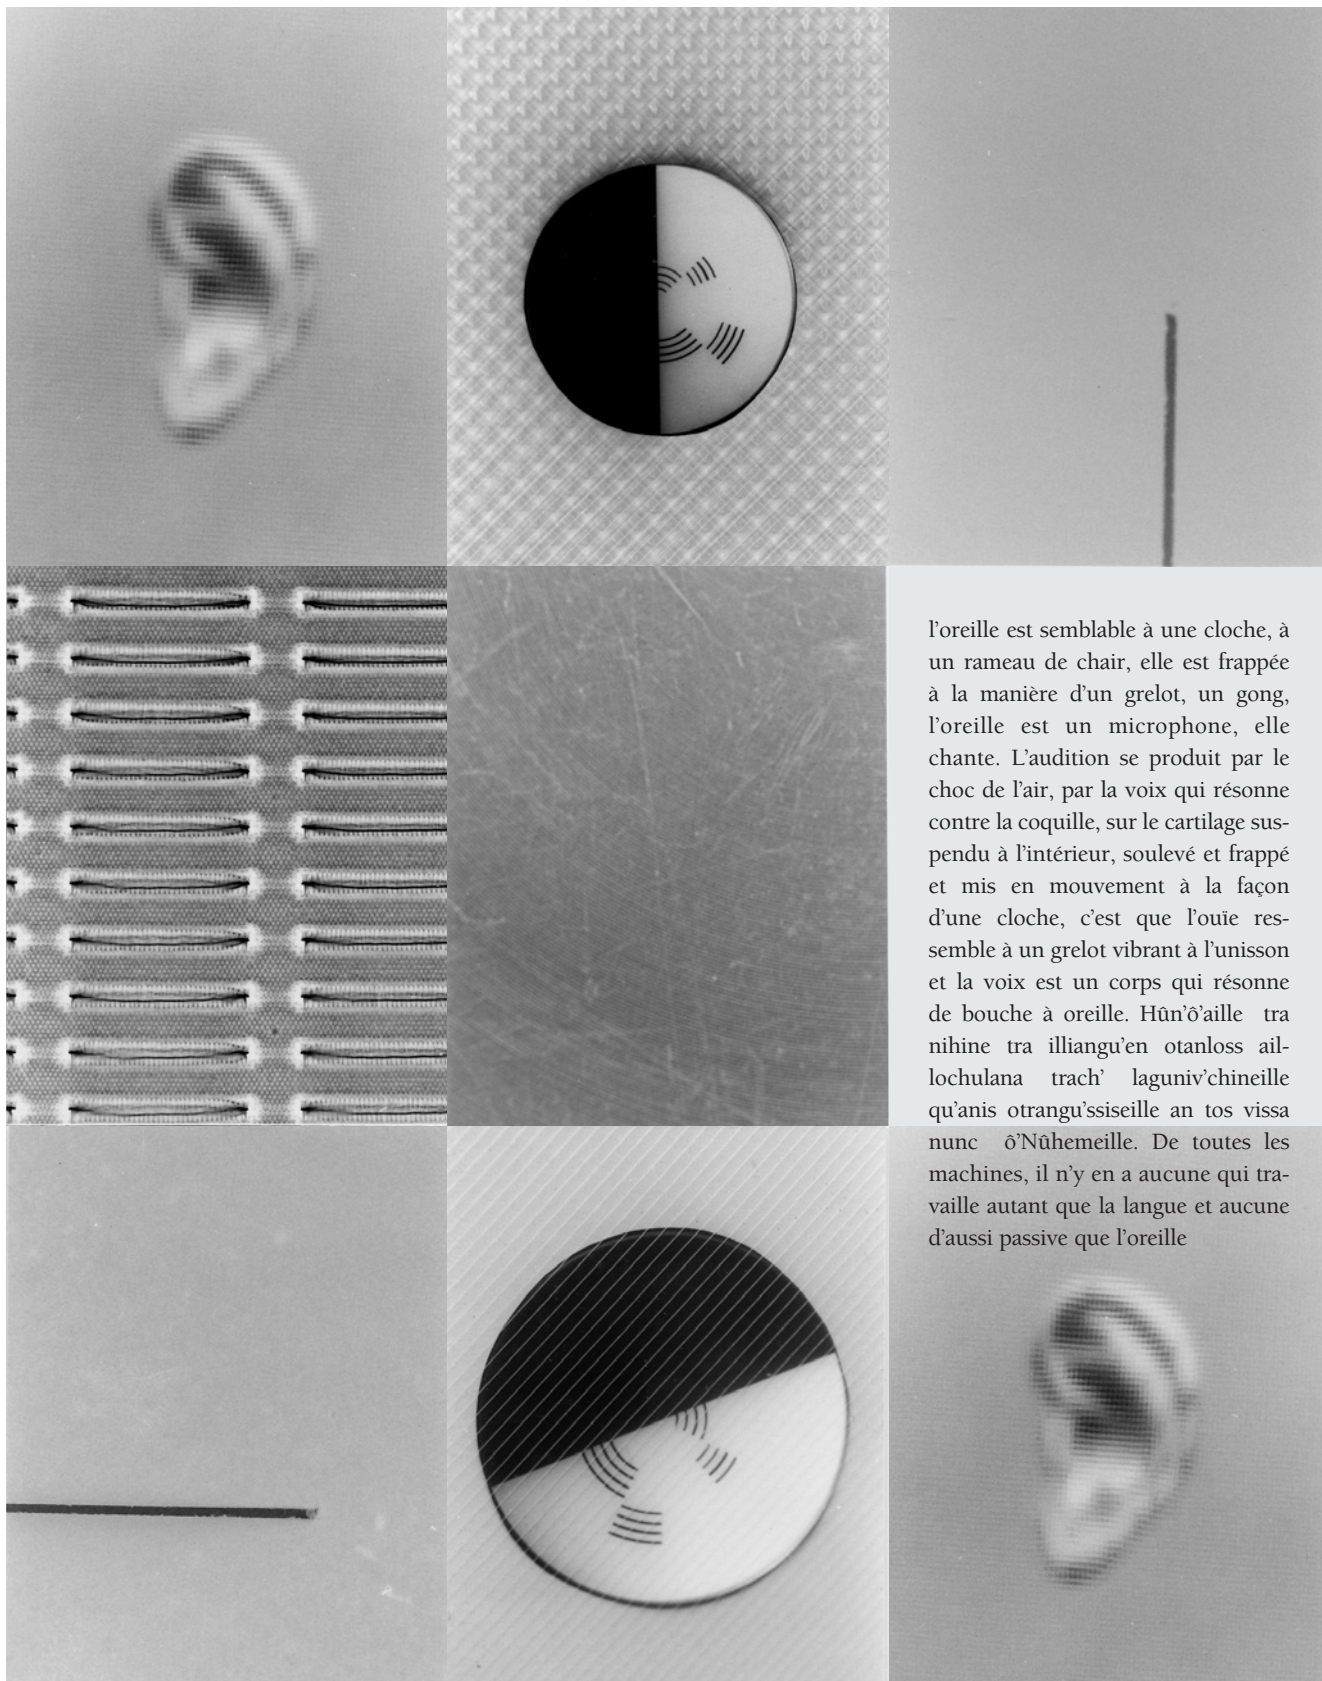 l'oreille est semblable à une cloche, à
un rameau de chair, elle est frappée
à la manière d'un grelot, un gong,
l'oreille est un microphone, elle
chante. L'audition se produit par le
choc de l'air, par la voix qui résonne
contre la coquille, sur le cartilage sus-
pendu à l'intérieur, soulevé et frappé
et mis en mouvement à la façon
d'une cloche, c'est que l'ouïe res-
semble à un grelot vibrant à l'unisson
et la voix est un corps qui résonne
de bouche à oreille. Hûn'ô'aille tra
nihine tra illiangu'en otanloss ail-
lochulana trach' laguniv'chineille
qu'anis otrangu'ssiseille an tos vissa
nunc ô'Nûhemeille. De toutes les
machines, il n'y en a aucune qui tra-
vaille autant que la langue et aucune
d'aussi passive que l'oreille